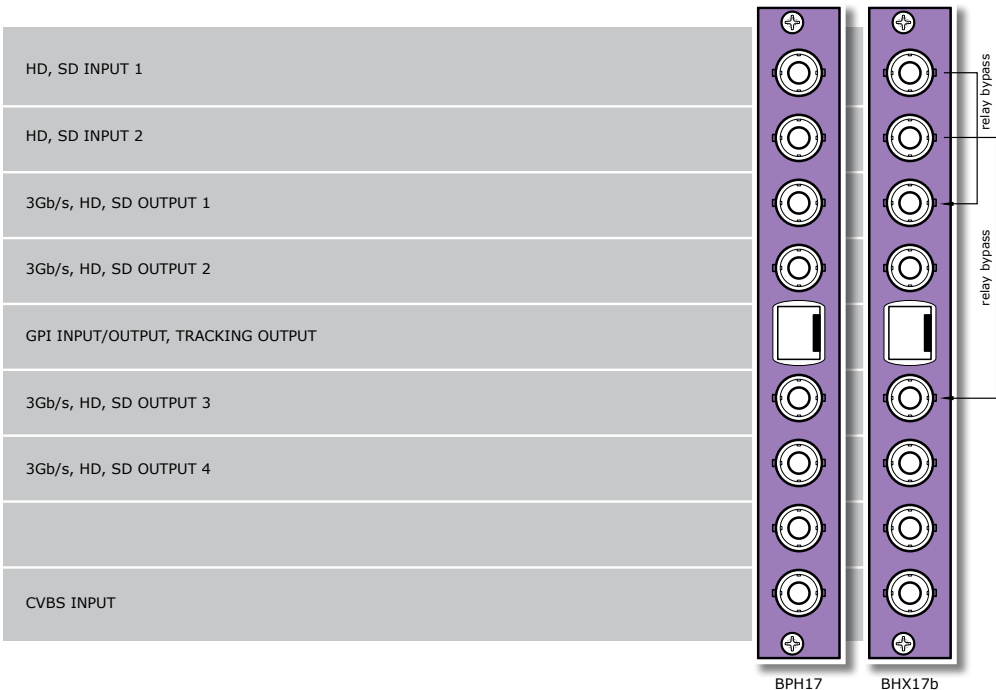 HD, SD INPUT 1
HD, SD INPUT 2
3Gb/s, HD, SD OUTPUT 1
3Gb/s, HD, SD OUTPUT 2
GPI INPUT/OUTPUT, TRACKING OUTPUT
3Gb/s, HD, SD OUTPUT 3
3Gb/s, HD, SD OUTPUT 4
CVBS INPUT
relay bypass
relay bypass
BPH17
BHX17b